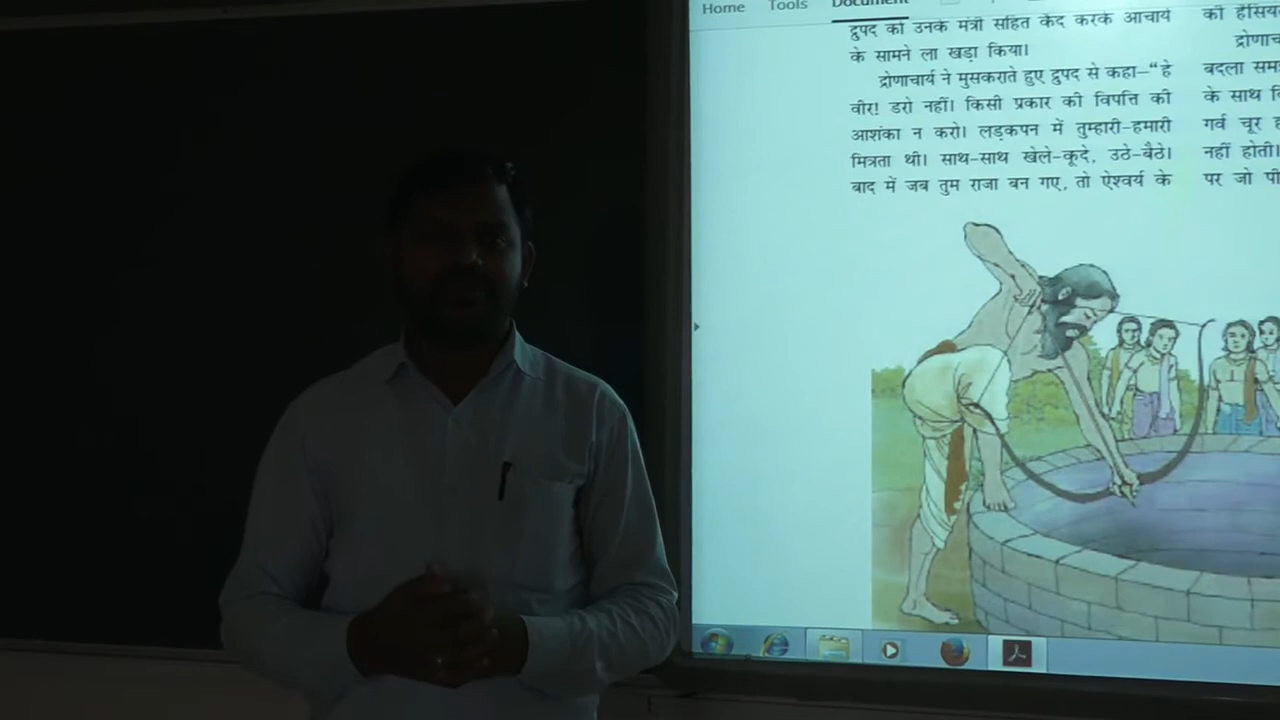 Home Tools Document
द्रुपद को उनके मंत्री सहित कैद करके आचार्य
के सामने ला खड़ा किया।
द्रोणाचार्य ने मुसकराते हुए द्रुपद से कहा–“हे
वीर! डरो नहीं। किसी प्रकार की विपत्ति की
आशंका न करो। लड़कपन में तुम्हारी-हमारी
मित्रता थी। साथ-साथ खेले-कूदे, उठे-बैठे।
बाद में जब तुम राजा बन गए, तो ऐश्वर्य के
की
बदला
के साथ
गर्व चूर
नहीं होती।
पर जो